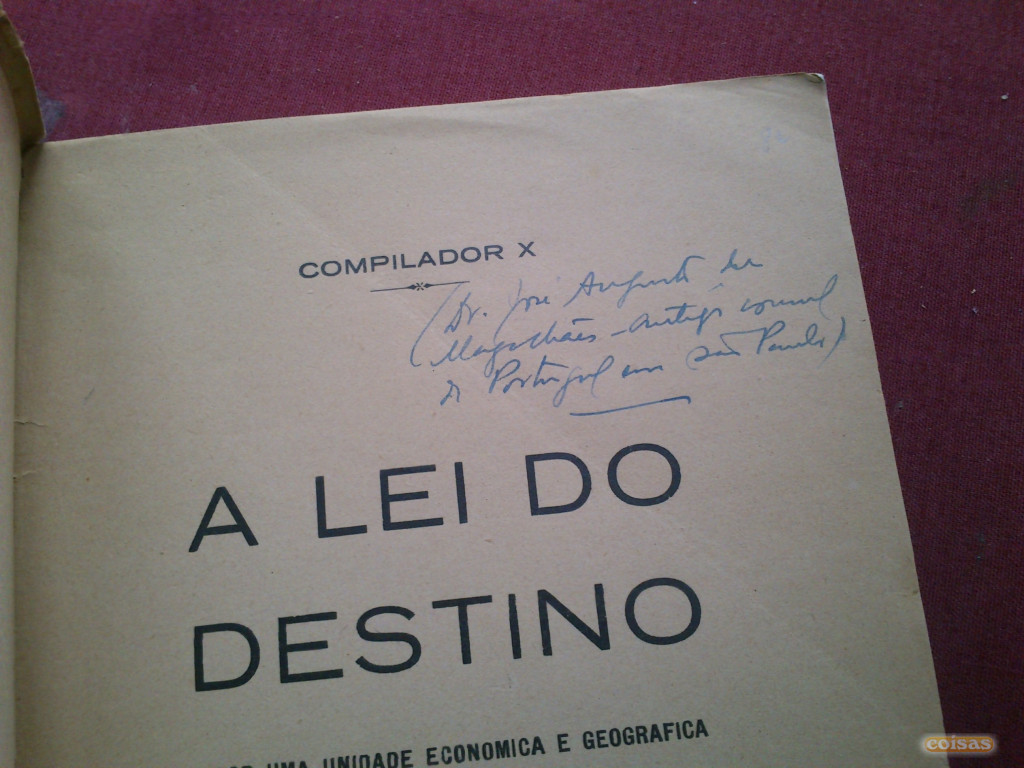 COMPILADOR X
(Dr. José Augusto de
Magalhães - antigo consul
de Portugal em São Paulo)
A LEI DO
DESTINO
UMA UNIDADE ECONOMICA E GEOGRAFICA
coisas